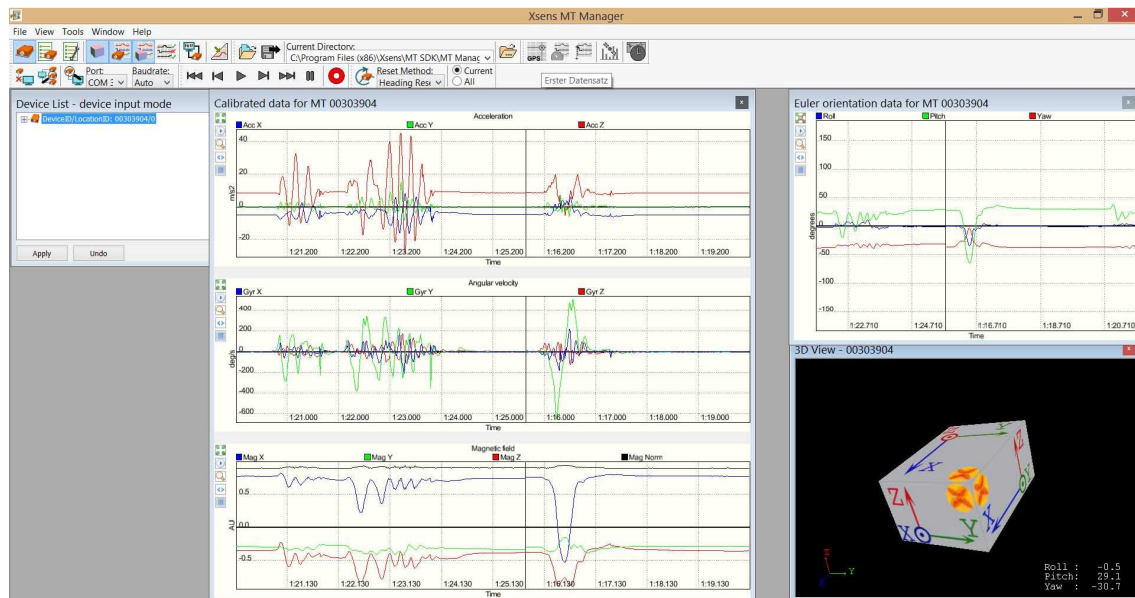 Xsens MT Manager
File View Tools Window Help
Current Directory:
C:\Program Files (x86)\Xsens\MT SDK\MT Manag
GPS
Port: Baudrate:
COM Auto
Reset Method:
Heading Rese
Current
All
Erster Datensatz
Device List - device input mode
DeviceID/LocationID: 00303904/0
Apply Undo
Calibrated data for MT 00303904
Acceleration
Acc X Acc Y Acc Z
40
20
0
-20
m/s2
1:21.200 1:22.200 1:23.200 1:24.200 1:25.200 1:16.200 1:17.200 1:18.200 1:19.200
Time
Angular velocity
Gyr X Gyr Y Gyr Z
400
200
0
-200
-400
-600
deg/s
1:21.000 1:22.000 1:23.000 1:24.000 1:25.000 1:16.000 1:17.000 1:18.000 1:19.000
Time
Magnetic field
Mag X Mag Y Mag Z Mag Norm
0.5
0.0
-0.5
AU
1:21.130 1:22.130 1:23.130 1:24.130 1:25.130 1:16.130 1:17.130 1:18.130 1:19.130
Time
Euler orientation data for MT 00303904
Roll Pitch Yaw
150
100
50
0
-50
-100
-150
degrees
1:22.710 1:24.710 1:16.710 1:18.710 1:20.710
Time
3D View - 00303904
X Y Z
Z X Y
X Y Z
Z
Y
X
Roll : -0.5
Pitch: 29.1
Yaw : -30.7